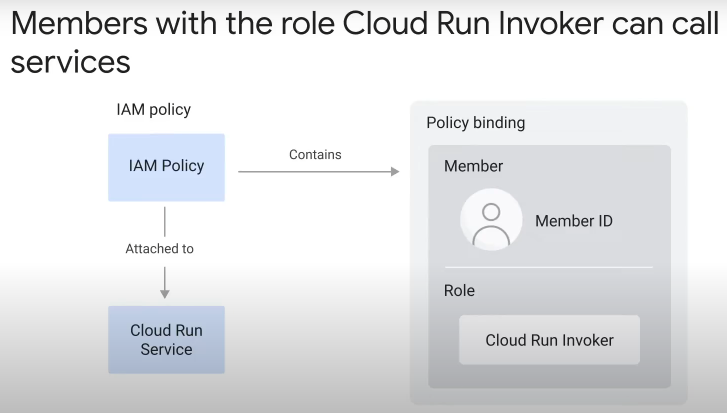 Members with the role Cloud Run Invoker can call
services
IAM policy
IAM Policy
Contains
Attached to
Cloud Run
Service
Policy binding
Member
Member ID
Role
Cloud Run Invoker